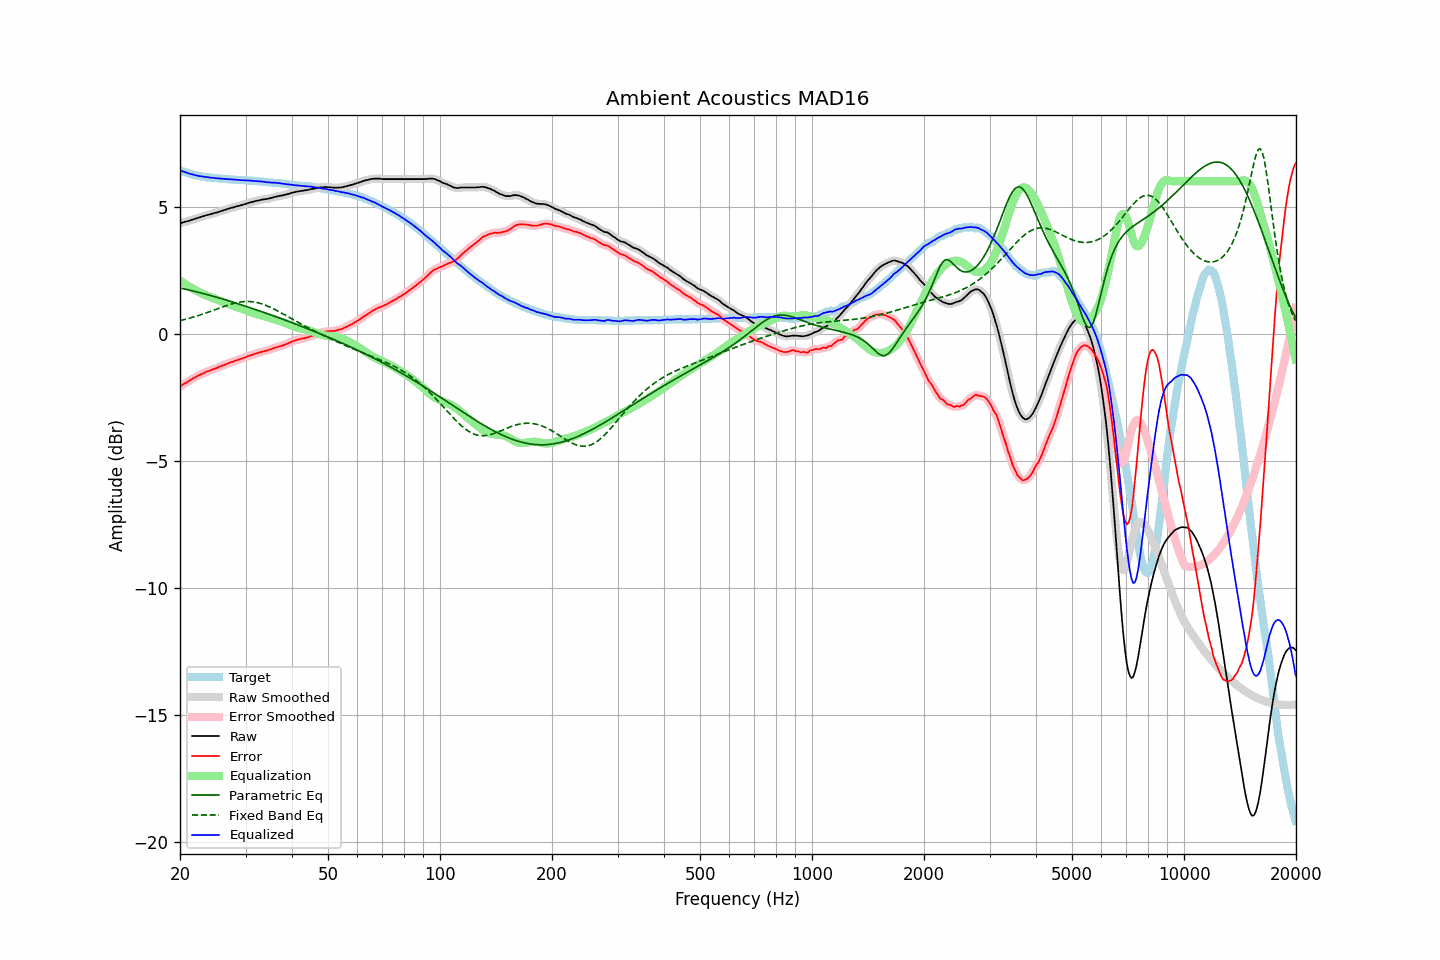 Ambient Acoustics MAD16
Amplitude (dBr)
5
0
−5
−10
−15
−20
Target
Raw Smoothed
Error Smoothed
Raw
Error
Equalization
Parametric Eq
Fixed Band Eq
Equalized
20 50 100 200 500 1000 2000 5000 10000 20000
Frequency (Hz)